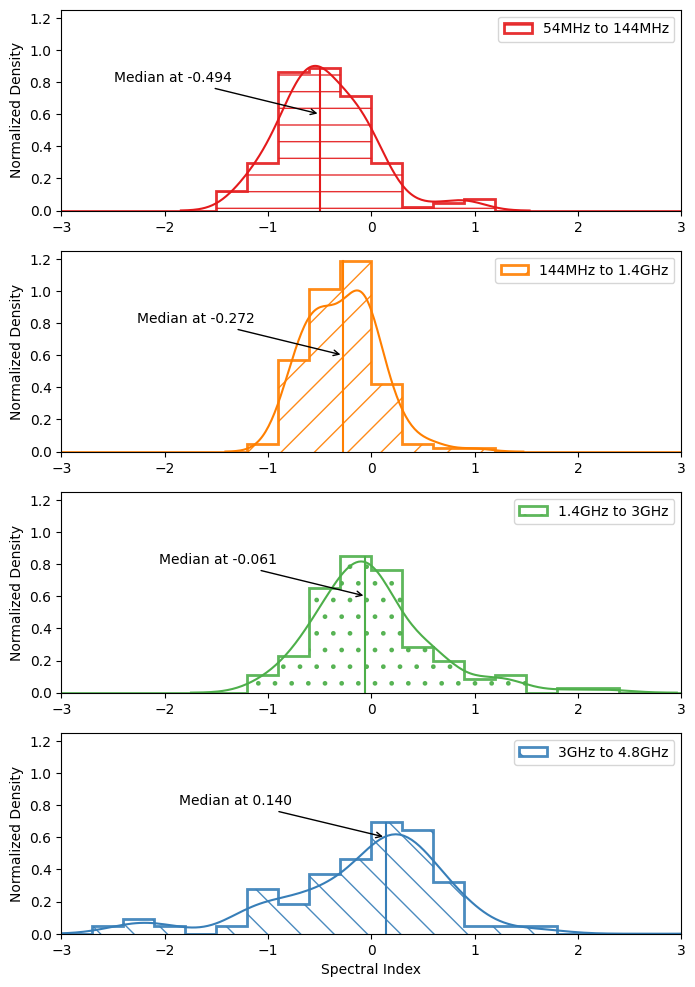 54MHz to 144MHz
Median at -0.494
Normalized Density
0.0 0.2 0.4 0.6 0.8 1.0 1.2
−3 −2 −1 0 1 2 3
144MHz to 1.4GHz
Median at -0.272
Normalized Density
0.0 0.2 0.4 0.6 0.8 1.0 1.2
−3 −2 −1 0 1 2 3
1.4GHz to 3GHz
Median at -0.061
Normalized Density
0.0 0.2 0.4 0.6 0.8 1.0 1.2
−3 −2 −1 0 1 2 3
3GHz to 4.8GHz
Median at 0.140
Normalized Density
0.0 0.2 0.4 0.6 0.8 1.0 1.2
−3 −2 −1 0 1 2 3
Spectral Index